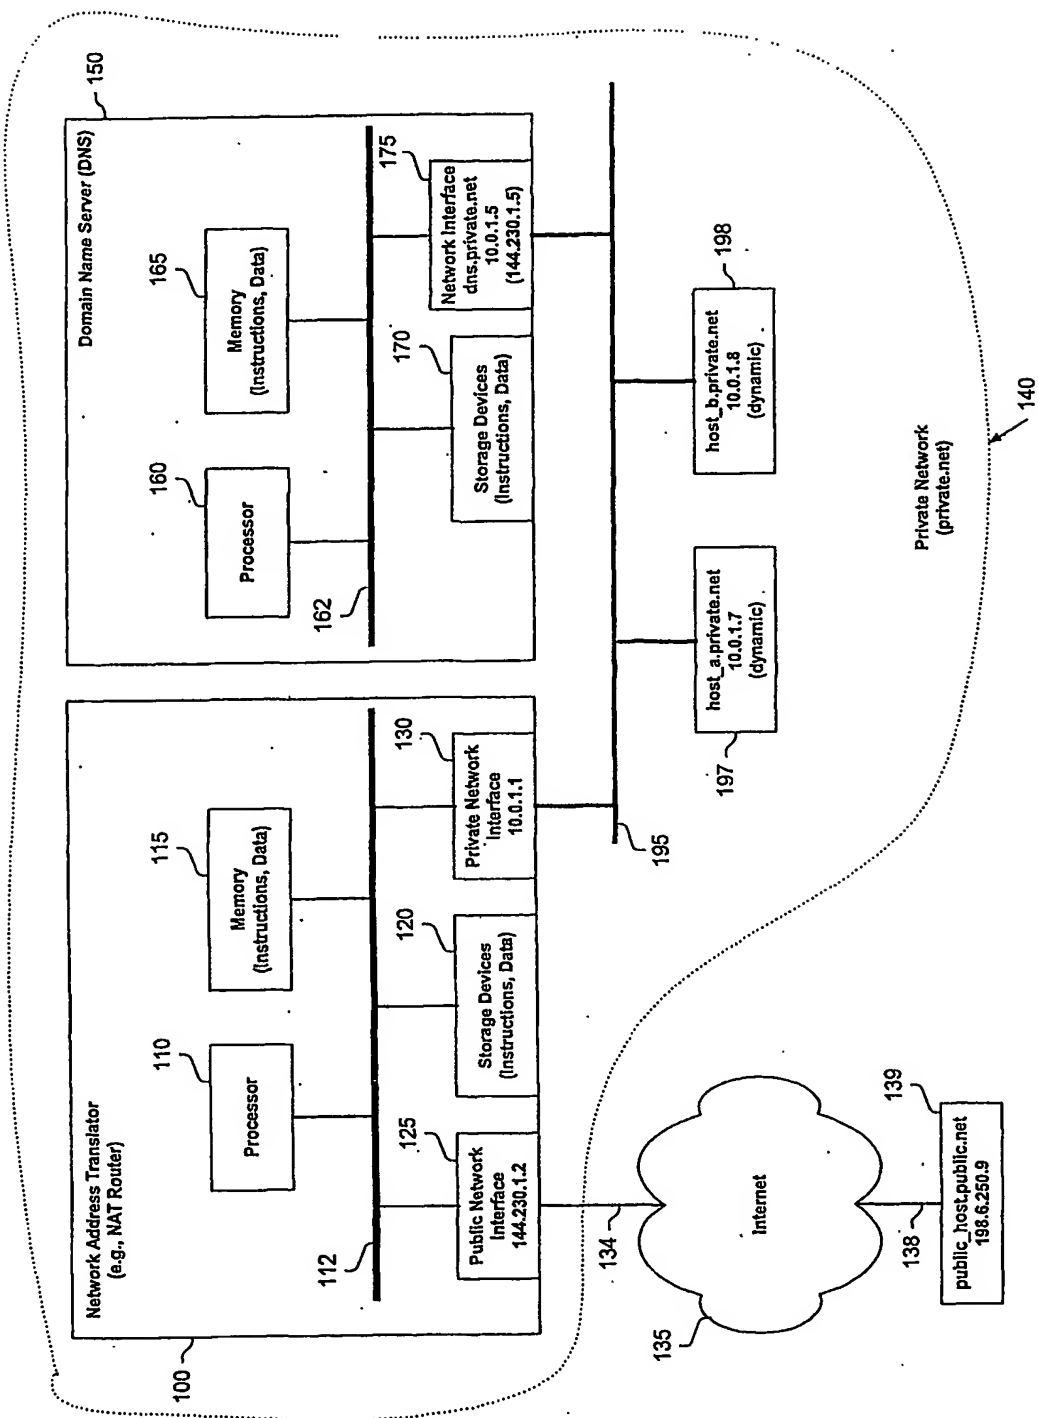 Network Address Translator
(e.g., NAT Router)
100
Processor
110
Memory
(Instructions, Data)
115
112
Public Network
Interface
144.230.1.2
125
Storage Devices
(Instructions, Data)
120
Private Network
Interface
10.0.1.1
130
Domain Name Server (DNS)
150
Processor
160
Memory
(Instructions, Data)
165
162
Storage Devices
(Instructions, Data)
170
Network Interface
dns.private.net
10.0.1.5
(144.230.1.5)
175
134
Internet
135
138
public_host.public.net
198.6.250.9
139
195
host_a.private.net
10.0.1.7
(dynamic)
197
host_b.private.net
10.0.1.8
(dynamic)
198
Private Network
(private.net)
140